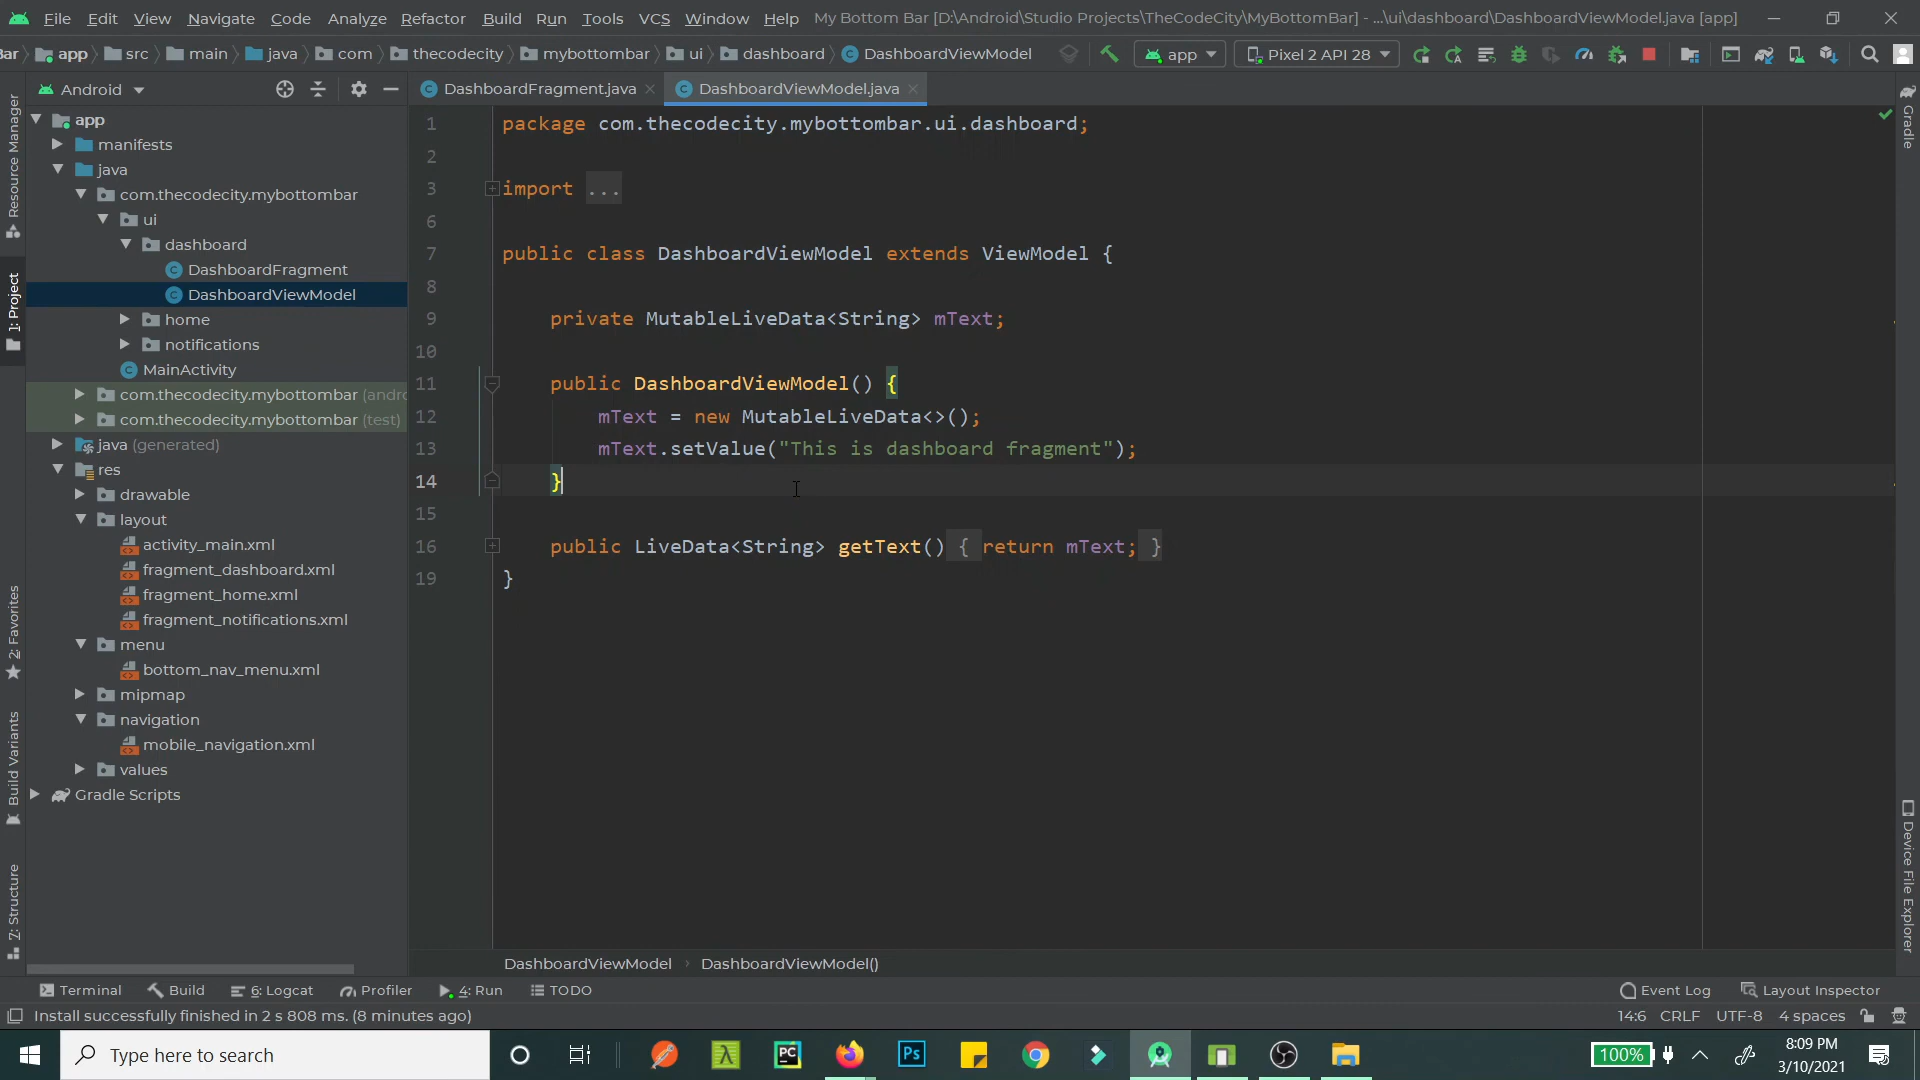 File Edit View Navigate Code Analyze Refactor Build Run Tools VCS Window Help My Bottom Bar [D:\Android\Studio Projects\TheCodeCity\MyBottomBar] - ...\ui\dashboard\DashboardViewModel.java [app]
Bar app src main java com thecodecity mybottombar ui dashboard DashboardViewModel app Pixel 2 API 28
Android DashboardFragment.java DashboardViewModel.java
Resource Manager
1: Project
2: Favorites
Build Variants
7: Structure
app
manifests
java
com.thecodecity.mybottombar
ui
dashboard
DashboardFragment
DashboardViewModel
home
notifications
MainActivity
com.thecodecity.mybottombar (andro
com.thecodecity.mybottombar (test)
java (generated)
res
drawable
layout
activity_main.xml
fragment_dashboard.xml
fragment_home.xml
fragment_notifications.xml
menu
bottom_nav_menu.xml
mipmap
navigation
mobile_navigation.xml
values
Gradle Scripts
1 package com.thecodecity.mybottombar.ui.dashboard;
2
3 import ...
6
7 public class DashboardViewModel extends ViewModel {
8
9 private MutableLiveData<String> mText;
10
11 public DashboardViewModel() {
12 mText = new MutableLiveData<>();
13 mText.setValue("This is dashboard fragment");
14 }
15
16 public LiveData<String> getText() { return mText; }
19 }
Gradle
Device File Explorer
DashboardViewModel › DashboardViewModel()
Terminal Build 6: Logcat Profiler 4: Run TODO Event Log Layout Inspector
Install successfully finished in 2 s 808 ms. (8 minutes ago) 14:6 CRLF UTF-8 4 spaces
Type here to search PC Ps 100% 8:09 PM
3/10/2021